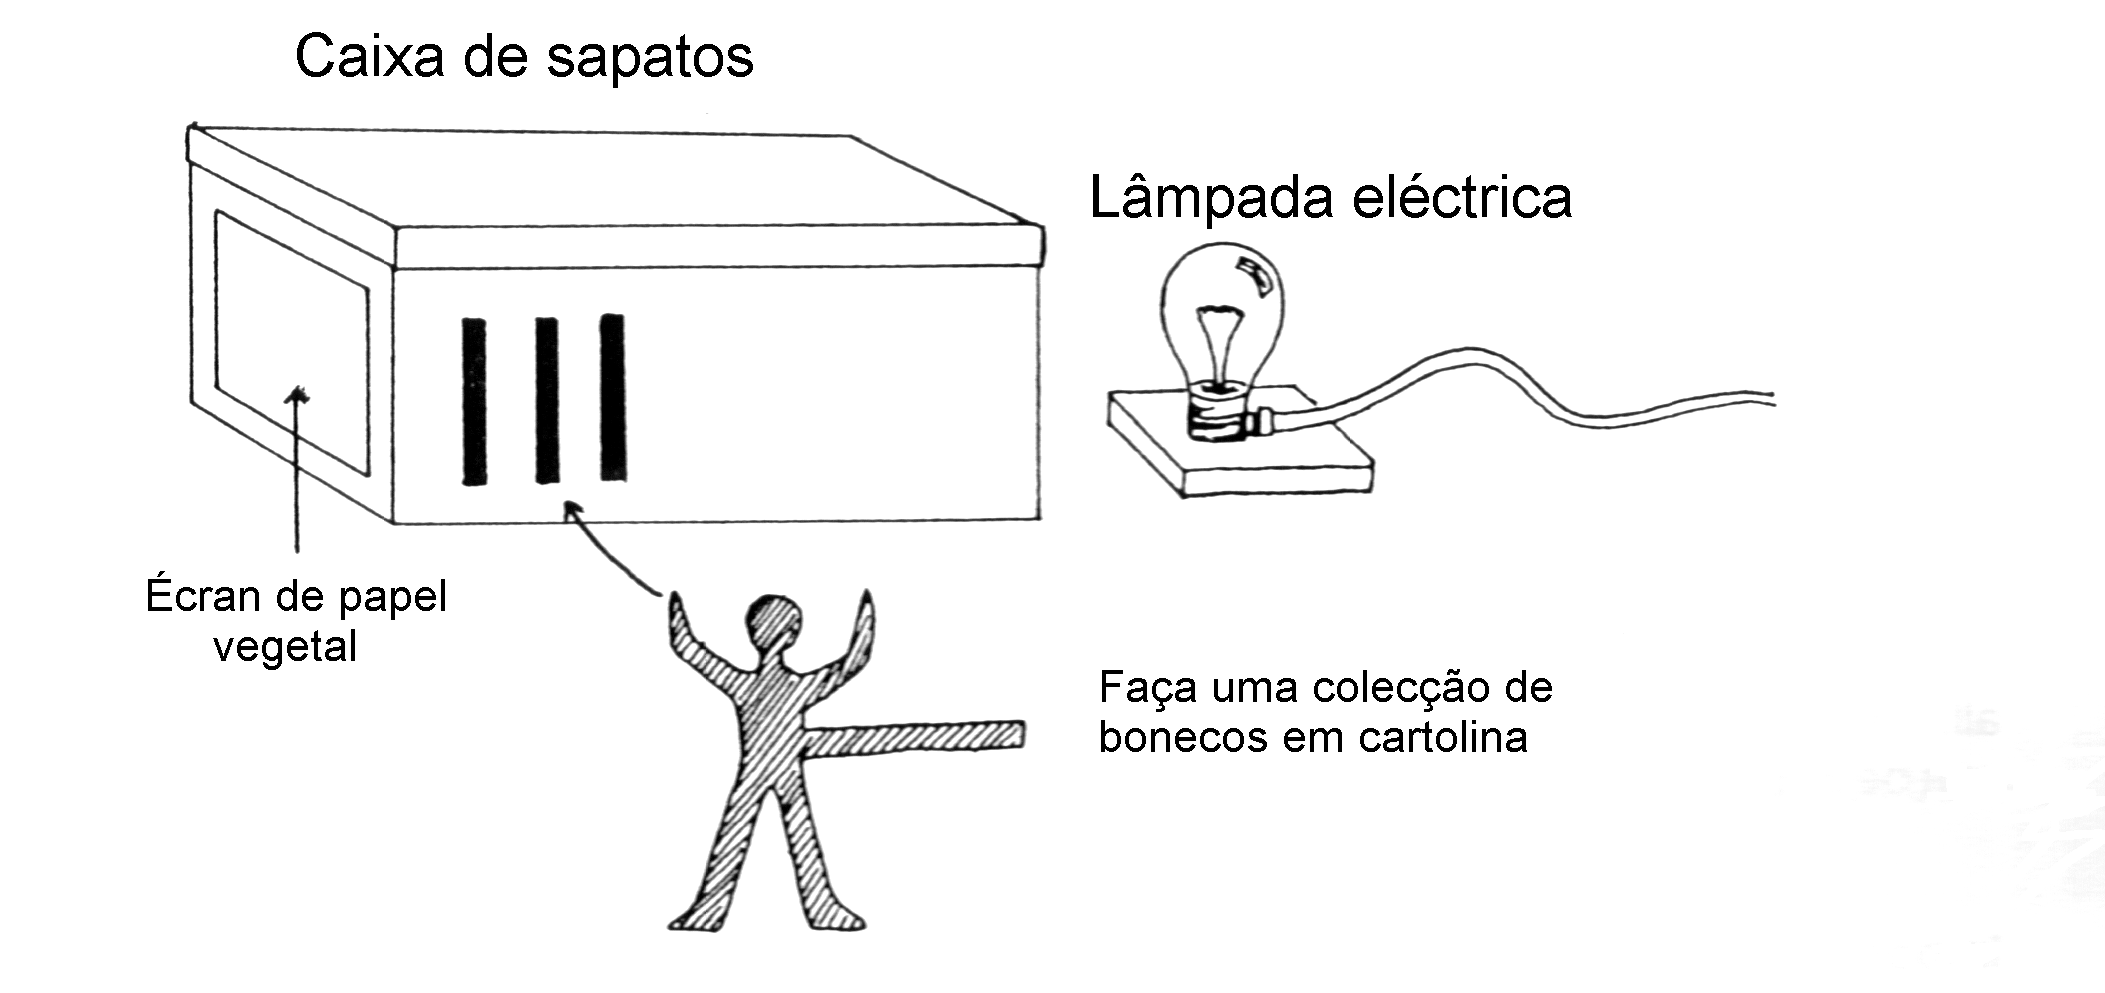 Caixa de sapatos
Lâmpada eléctrica
Écran de papel
vegetal
Faça uma colecção de
bonecos em cartolina